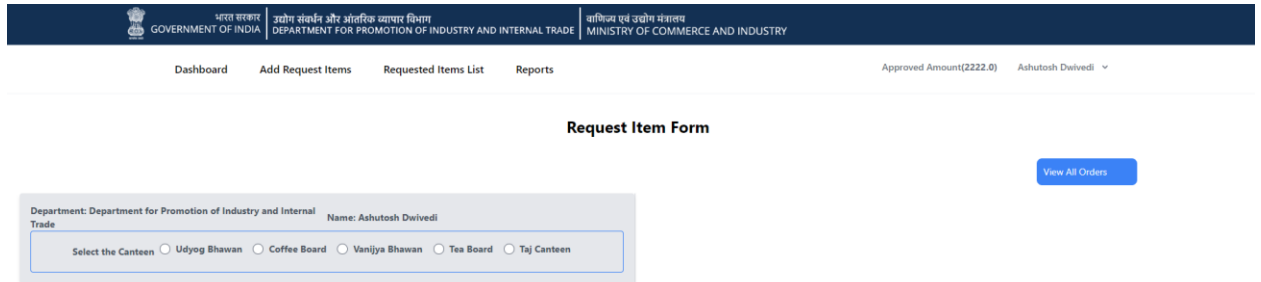 भारत सरकार
GOVERNMENT OF INDIA
उद्योग संवर्धन और आंतरिक व्यापार विभाग
DEPARTMENT FOR PROMOTION OF INDUSTRY AND INTERNAL TRADE
वाणिज्य एवं उद्योग मंत्रालय
MINISTRY OF COMMERCE AND INDUSTRY
Dashboard Add Request Items Requested Items List Reports Approved Amount(2222.0) Ashutosh Dwivedi
Request Item Form
View All Orders
Department: Department for Promotion of Industry and Internal
Trade
Name: Ashutosh Dwivedi
Select the Canteen Udyog Bhawan Coffee Board Vanijya Bhawan Tea Board Taj Canteen